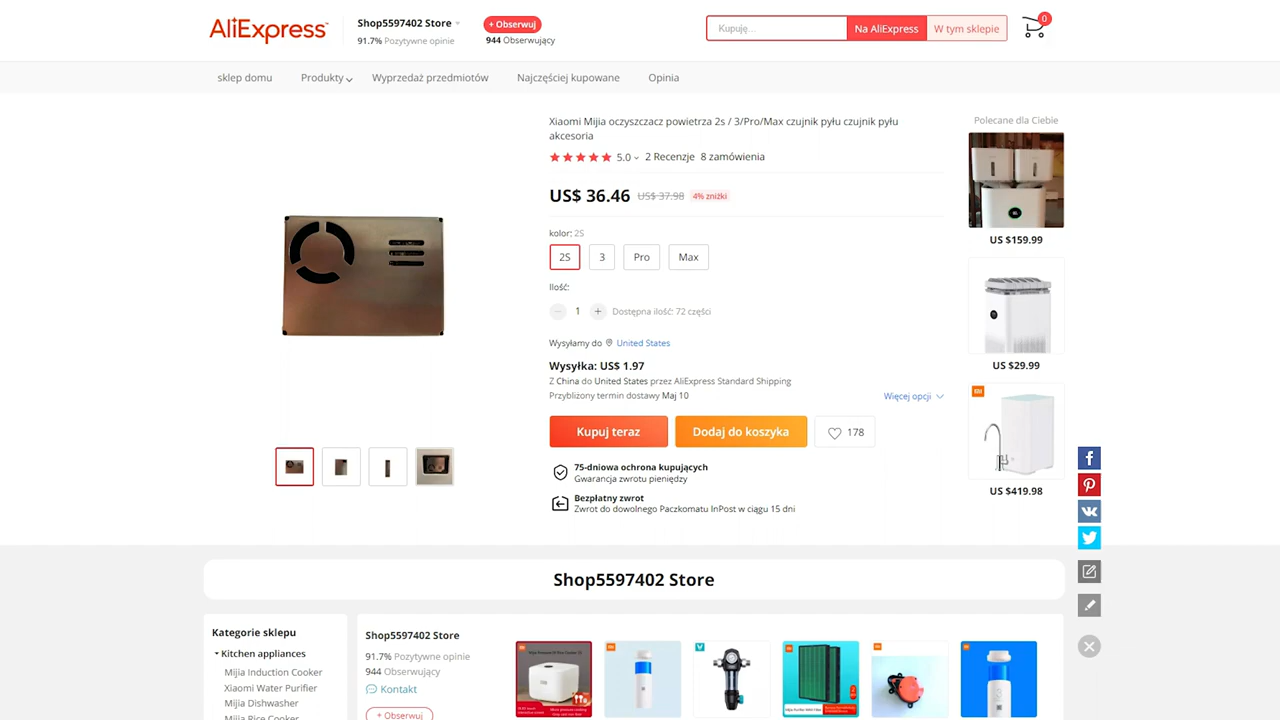 AliExpress
Shop5597402 Store
91.7% Pozytywne opinie
+ Obserwuj
944 Obserwujący
Kupuję...
Na AliExpress
W tym sklepie
0
sklep domu
Produkty
Wyprzedaż przedmiotów
Najczęściej kupowane
Opinia
Xiaomi Mijia oczyszczacz powietrza 2s / 3/Pro/Max czujnik pyłu czujnik pyłu
akcesoria
5.0
2 Recenzje
8 zamówienia
US$ 36.46
US$ 37.98
4% zniżki
kolor: 2S
2S
3
Pro
Max
Ilość:
1
+
Dostępna ilość: 72 części
Wysyłamy do
United States
Wysyłka: US$ 1.97
Z China do United States przez AliExpress Standard Shipping
Przybliżony termin dostawy Maj 10
Więcej opcji
Kupuj teraz
Dodaj do koszyka
178
75-dniowa ochrona kupujących
Gwarancja zwrotu pieniędzy
Bezpłatny zwrot
Zwrot do dowolnego Paczkomatu InPost w ciągu 15 dni
Polecane dla Ciebie
US $159.99
US $29.99
US $419.98
Shop5597402 Store
Kategorie sklepu
Kitchen appliances
Mijia Induction Cooker
Xiaomi Water Purifier
Mijia Dishwasher
Mijia Rice Cooker
Shop5597402 Store
91.7% Pozytywne opinie
944 Obserwujący
Kontakt
+ Obserwuj